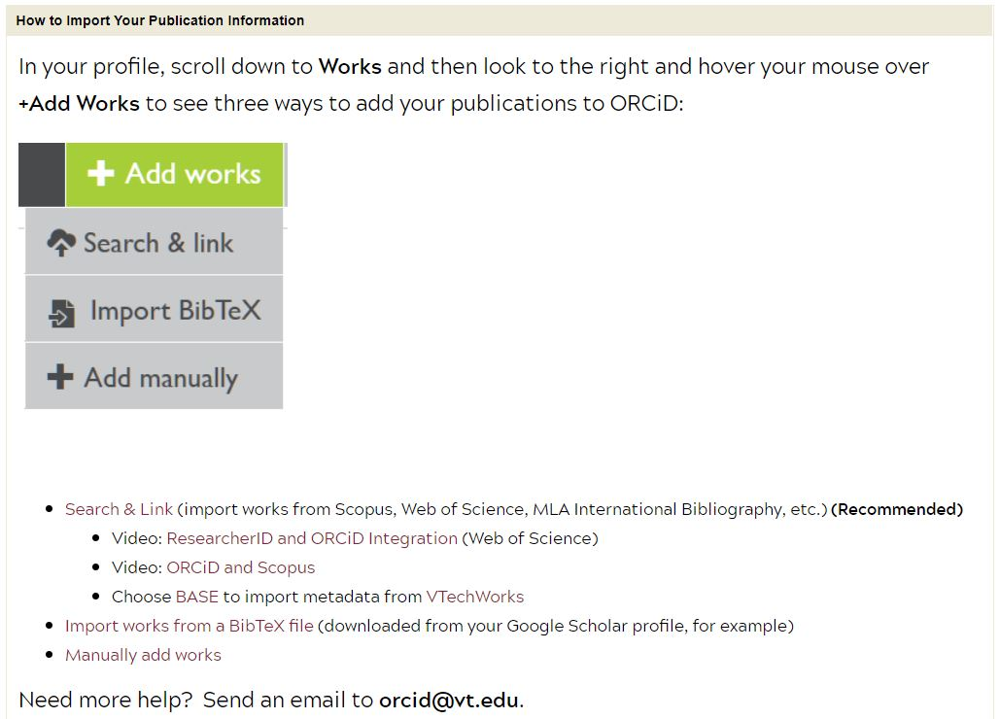 How to Import Your Publication Information
In your profile, scroll down to Works and then look to the right and hover your mouse over
+Add Works to see three ways to add your publications to ORCiD:
Add works
Search & link
Import BibTeX
Add manually
Search & Link (import works from Scopus, Web of Science, MLA International Bibliography, etc.) (Recommended)
Video: ResearcherID and ORCiD Integration (Web of Science)
Video: ORCiD and Scopus
Choose BASE to import metadata from VTechWorks
Import works from a BibTeX file (downloaded from your Google Scholar profile, for example)
Manually add works
Need more help? Send an email to orcid@vt.edu.